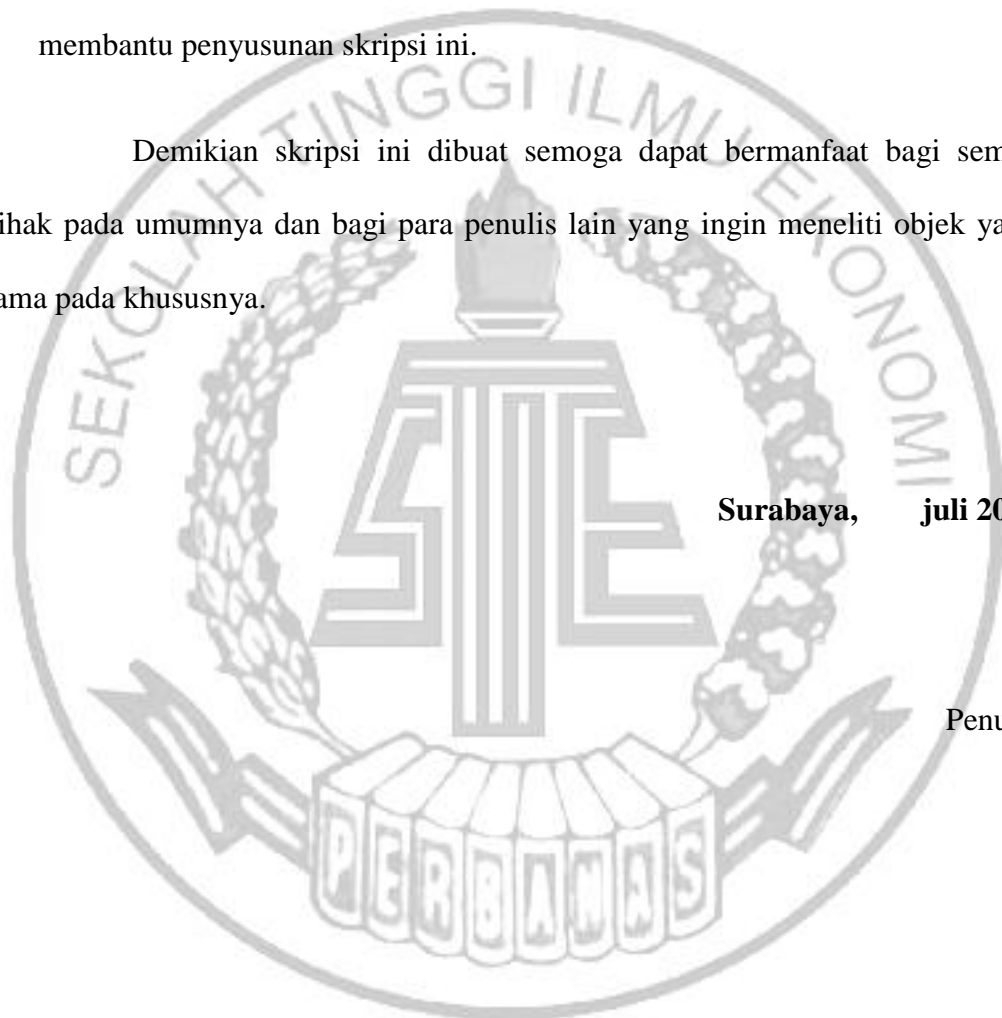 membantu penyusunan skripsi ini.
Demikian skripsi ini dibuat semoga dapat bermanfaat bagi sem
ihak pada umumnya dan bagi para penulis lain yang ingin meneliti objek ya
ama pada khususnya.
Surabaya, juli 20
Penu
SEKOLAH TINGGI ILMU EKONOMI
STIE
PERBANAS